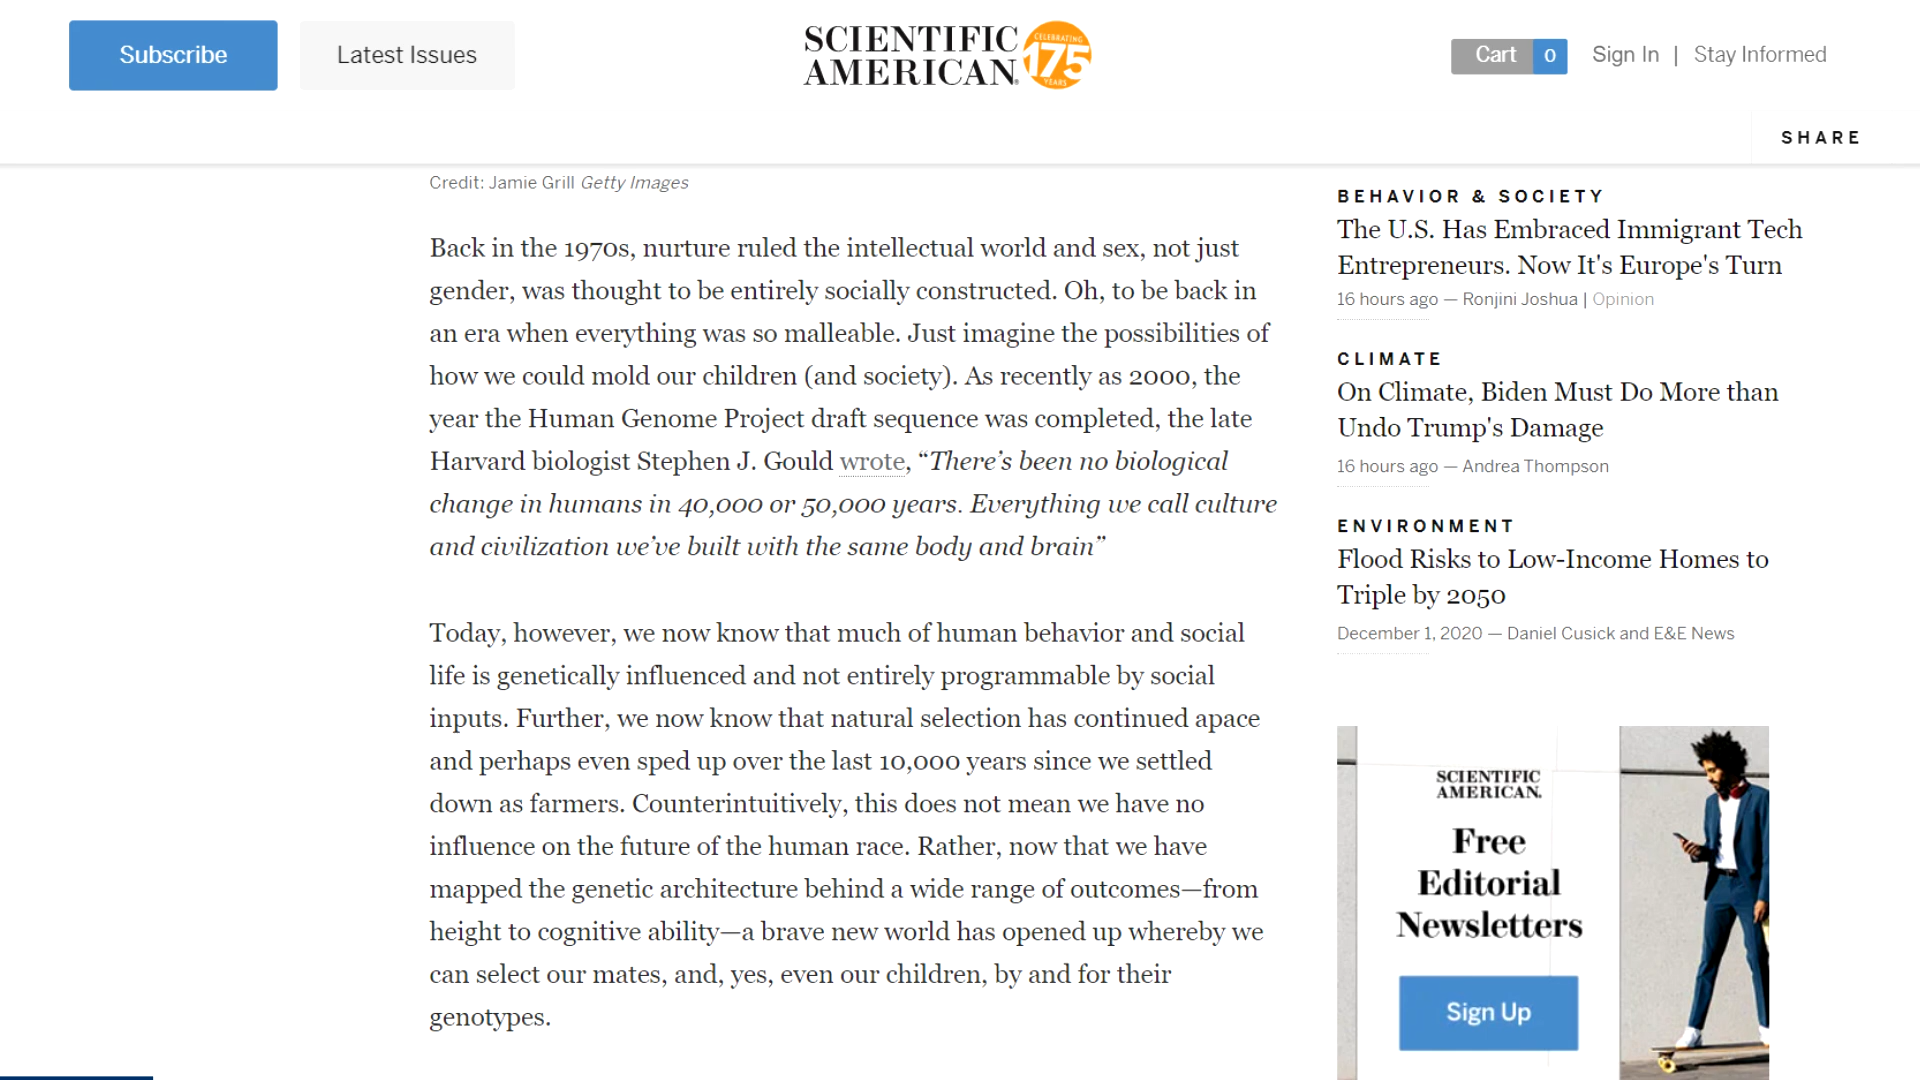 Subscribe
Latest Issues
SCIENTIFIC
AMERICAN®
CELEBRATING
175
YEARS
Cart 0
Sign In | Stay Informed
SHARE
Credit: Jamie Grill Getty Images
Back in the 1970s, nurture ruled the intellectual world and sex, not just
gender, was thought to be entirely socially constructed. Oh, to be back in
an era when everything was so malleable. Just imagine the possibilities of
how we could mold our children (and society). As recently as 2000, the
year the Human Genome Project draft sequence was completed, the late
Harvard biologist Stephen J. Gould wrote, “There’s been no biological
change in humans in 40,000 or 50,000 years. Everything we call culture
and civilization we’ve built with the same body and brain”
Today, however, we now know that much of human behavior and social
life is genetically influenced and not entirely programmable by social
inputs. Further, we now know that natural selection has continued apace
and perhaps even sped up over the last 10,000 years since we settled
down as farmers. Counterintuitively, this does not mean we have no
influence on the future of the human race. Rather, now that we have
mapped the genetic architecture behind a wide range of outcomes—from
height to cognitive ability—a brave new world has opened up whereby we
can select our mates, and, yes, even our children, by and for their
genotypes.
BEHAVIOR & SOCIETY
The U.S. Has Embraced Immigrant Tech
Entrepreneurs. Now It's Europe's Turn
16 hours ago — Ronjini Joshua | Opinion
CLIMATE
On Climate, Biden Must Do More than
Undo Trump's Damage
16 hours ago — Andrea Thompson
ENVIRONMENT
Flood Risks to Low-Income Homes to
Triple by 2050
December 1, 2020 — Daniel Cusick and E&E News
SCIENTIFIC
AMERICAN.
Free
Editorial
Newsletters
Sign Up